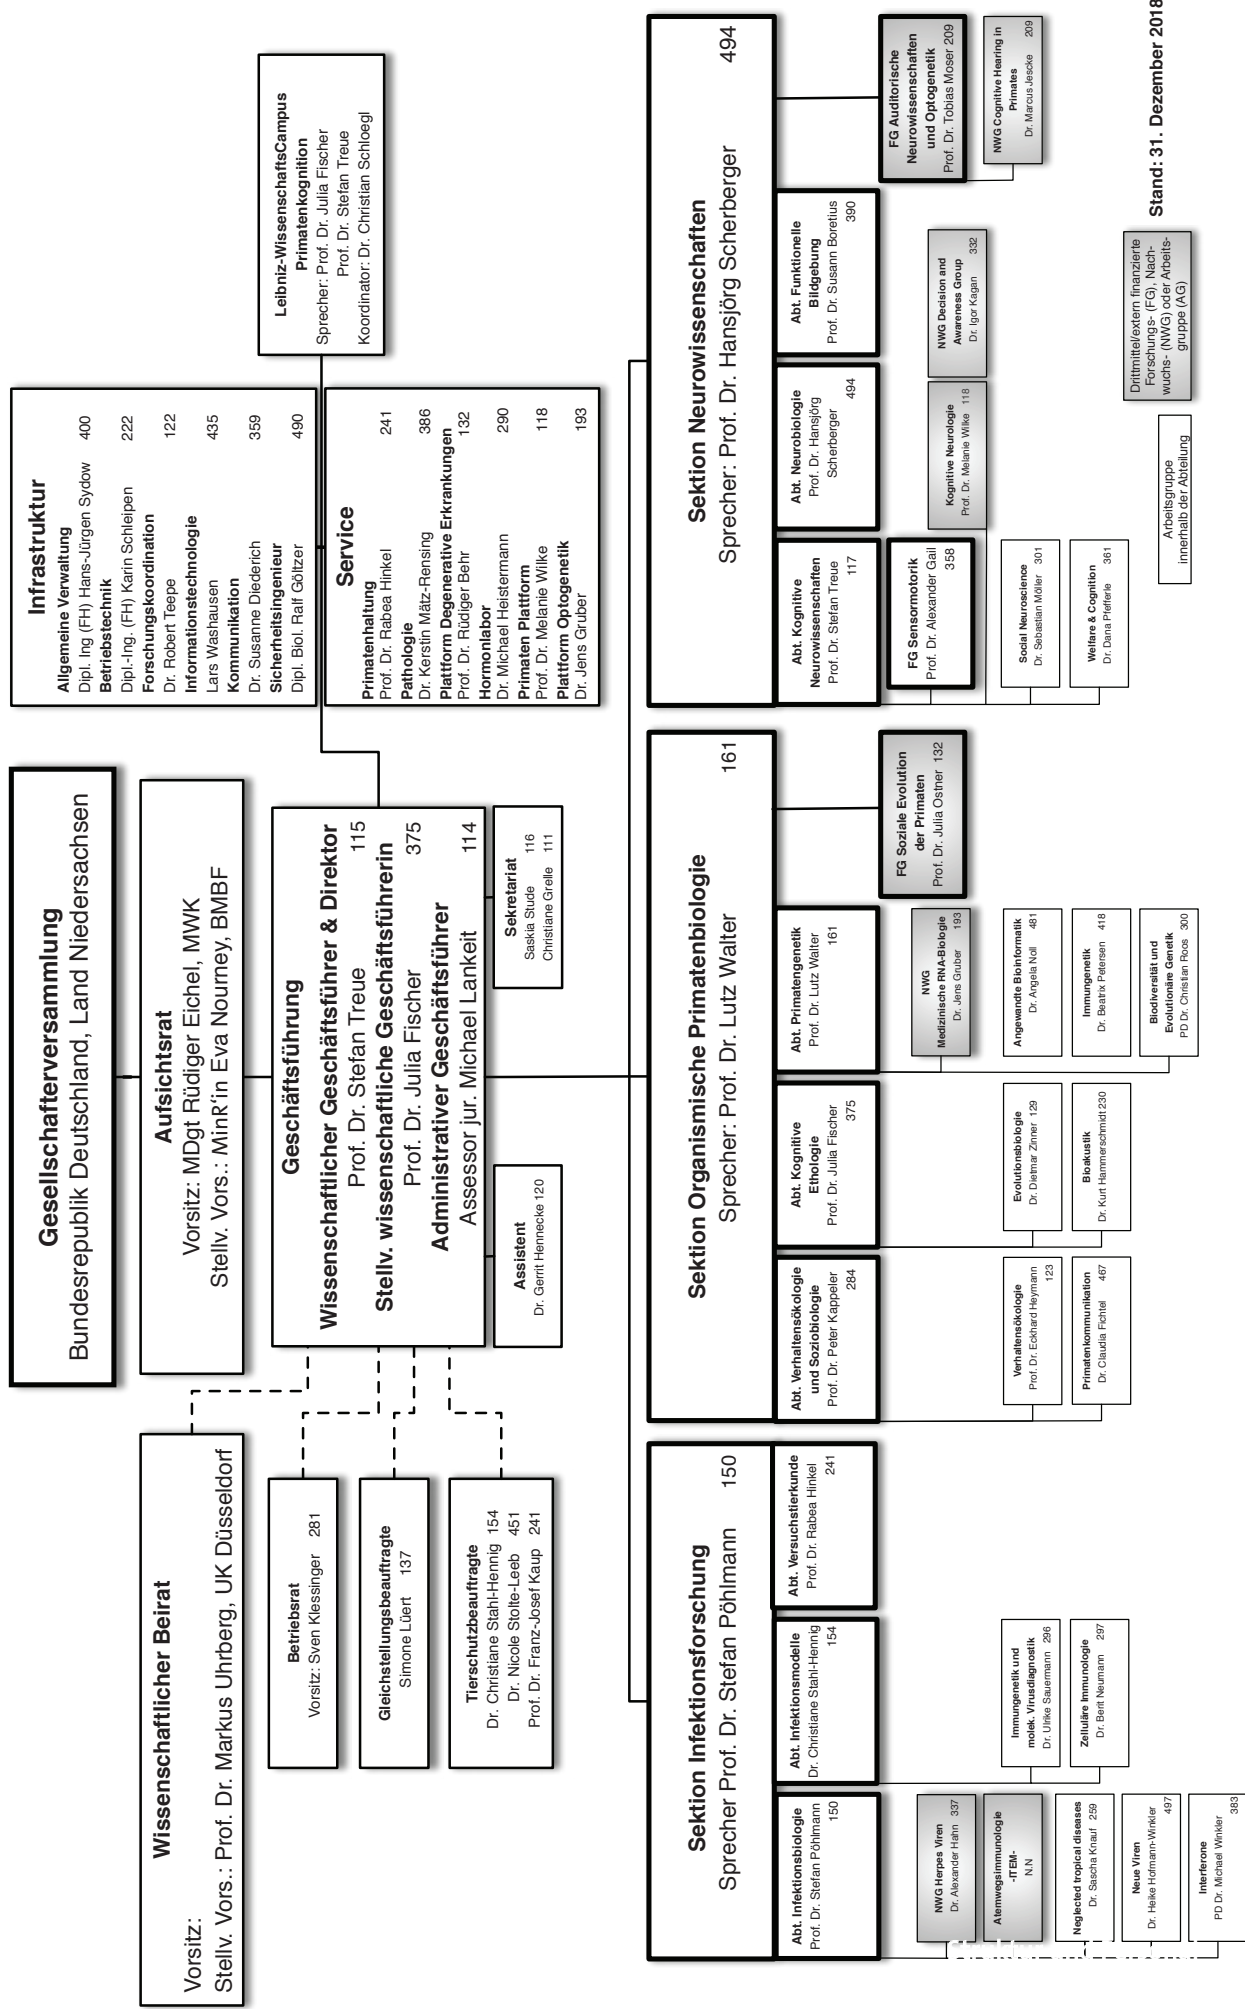 Gesellschafterversammlung
Bundesrepublik Deutschland, Land Niedersachsen
Aufsichtsrat
Vorsitz: MDgt Rüdiger Eichel, MWK
Stellv. Vors.: MinR‘in Eva Nourney, BMBF
Wissenschaftlicher Beirat
Vorsitz:
Stellv. Vors.: Prof. Dr. Markus Uhrberg, UK Düsseldorf
Geschäftsführung
Wissenschaftlicher Geschäftsführer & Direktor
Prof. Dr. Stefan Treue 115
Stellv. wissenschaftliche Geschäftsführerin
Prof. Dr. Julia Fischer 375
Administrativer Geschäftsführer
Assessor jur. Michael Lankeit 114
Betriebsrat
Vorsitz: Sven Klessinger 281
Gleichstellungsbeauftragte
Simone Lüert 137
Tierschutzbeauftragte
Dr. Christiane Stahl-Hennig 154
Dr. Nicole Stolte-Leeb 451
Prof. Dr. Franz-Josef Kaup 241
Assistent
Dr. Gerrit Hennecke 120
Sekretariat
Saskia Stude 116
Christiane Grelle 111
Infrastruktur
Allgemeine Verwaltung
Dipl. Ing (FH) Hans-Jürgen Sydow 400
Betriebstechnik
Dipl.-Ing. (FH) Karin Schleipen 222
Forschungskoordination
Dr. Robert Teepe 122
Informationstechnologie
Lars Washausen 435
Kommunikation
Dr. Susanne Diederich 359
Sicherheitsingenieur
Dipl. Biol. Ralf Göltzer 490
Service
Primatenhaltung
Prof. Dr. Rabea Hinkel 241
Pathologie
Dr. Kerstin Mätz-Rensing 386
Plattform Degenerative Erkrankungen
Prof. Dr. Rüdiger Behr 132
Hormonlabor
Dr. Michael Heistermann 290
Primaten Plattform
Prof. Dr. Melanie Wilke 118
Plattform Optogenetik
Dr. Jens Gruber 193
Leibniz-WissenschaftsCampus
Primatenkognition
Sprecher: Prof. Dr. Julia Fischer
Prof. Dr. Stefan Treue
Koordinator: Dr. Christian Schloegl
Sektion Infektionsforschung
Sprecher Prof. Dr. Stefan Pöhlmann 150
Abt. Infektionsbiologie
Prof. Dr. Stefan Pöhlmann
150
Abt. Infektionsmodelle
Dr. Christiane Stahl-Hennig
154
Abt. Versuchstierkunde
Prof. Dr. Rabea Hinkel
241
NWG Herpes Viren
Dr. Alexander Hahn 337
Atemwegsimmunologie
-ITEM-
N.N
Neglected tropical diseases
Dr. Sascha Knauf 259
Neue Viren
Dr. Heike Hofmann-Winkler
497
Interferone
PD Dr. Michael Winkler
383
Immungenetik und
molek. Virusdiagnostik
Dr. Ulrike Sauermann 296
Zelluläre Immunologie
Dr. Berit Neumann 297
Sektion Organismische Primatenbiologie
Sprecher: Prof. Dr. Lutz Walter 161
Abt. Verhaltensökologie
und Soziobiologie
Prof. Dr. Peter Kappeler
284
Abt. Kognitive
Ethologie
Prof. Dr. Julia Fischer
375
Abt. Primatengenetik
Prof. Dr. Lutz Walter
161
FG Soziale Evolution
der Primaten
Prof. Dr. Julia Ostner 132
Verhaltensökologie
Prof. Dr. Eckhard Heymann
123
Primatenkommunikation
Dr. Claudia Fichtel 467
Evolutionsbiologie
Dr. Dietmar Zinner 129
Bioakustik
Dr. Kurt Hammerschmidt 230
NWG
Medizinische RNA-Biologie
Dr. Jens Gruber 193
Angewandte Bioinformatik
Dr. Angela Noll 481
Immungenetik
Dr. Beatrix Petersen 418
Biodiversität und
Evolutionäre Genetik
PD Dr. Christian Roos 300
Sektion Neurowissenschaften
Sprecher: Prof. Dr. Hansjörg Scherberger 494
Abt. Kognitive
Neurowissenschaften
Prof. Dr. Stefan Treue
117
Abt. Neurobiologie
Prof. Dr. Hansjörg
Scherberger 494
Abt. Funktionelle
Bildgebung
Prof. Dr. Susann Boretius
390
FG Auditorische
Neurowissenschaften
und Optogenetik
Prof. Dr. Tobias Moser 209
NWG Cognitive Hearing in
Primates
Dr. Marcus Jescke 209
FG Sensormotorik
Prof. Dr. Alexander Gail
358
Kognitive Neurologie
Prof. Dr. Melanie Wilke 118
NWG Decision and
Awareness Group
Dr. Igor Kagan 332
Social Neuroscience
Dr. Sebastian Möller 301
Welfare & Cognition
Dr. Dana Pfefferle 361
Arbeitsgruppe
innerhalb der Abteilung
Drittmittel/extern finanzierte
Forschungs- (FG), Nach-
wuchs- (NWG) oder Arbeits-
gruppe (AG)
Stand: 31. Dezember 2018